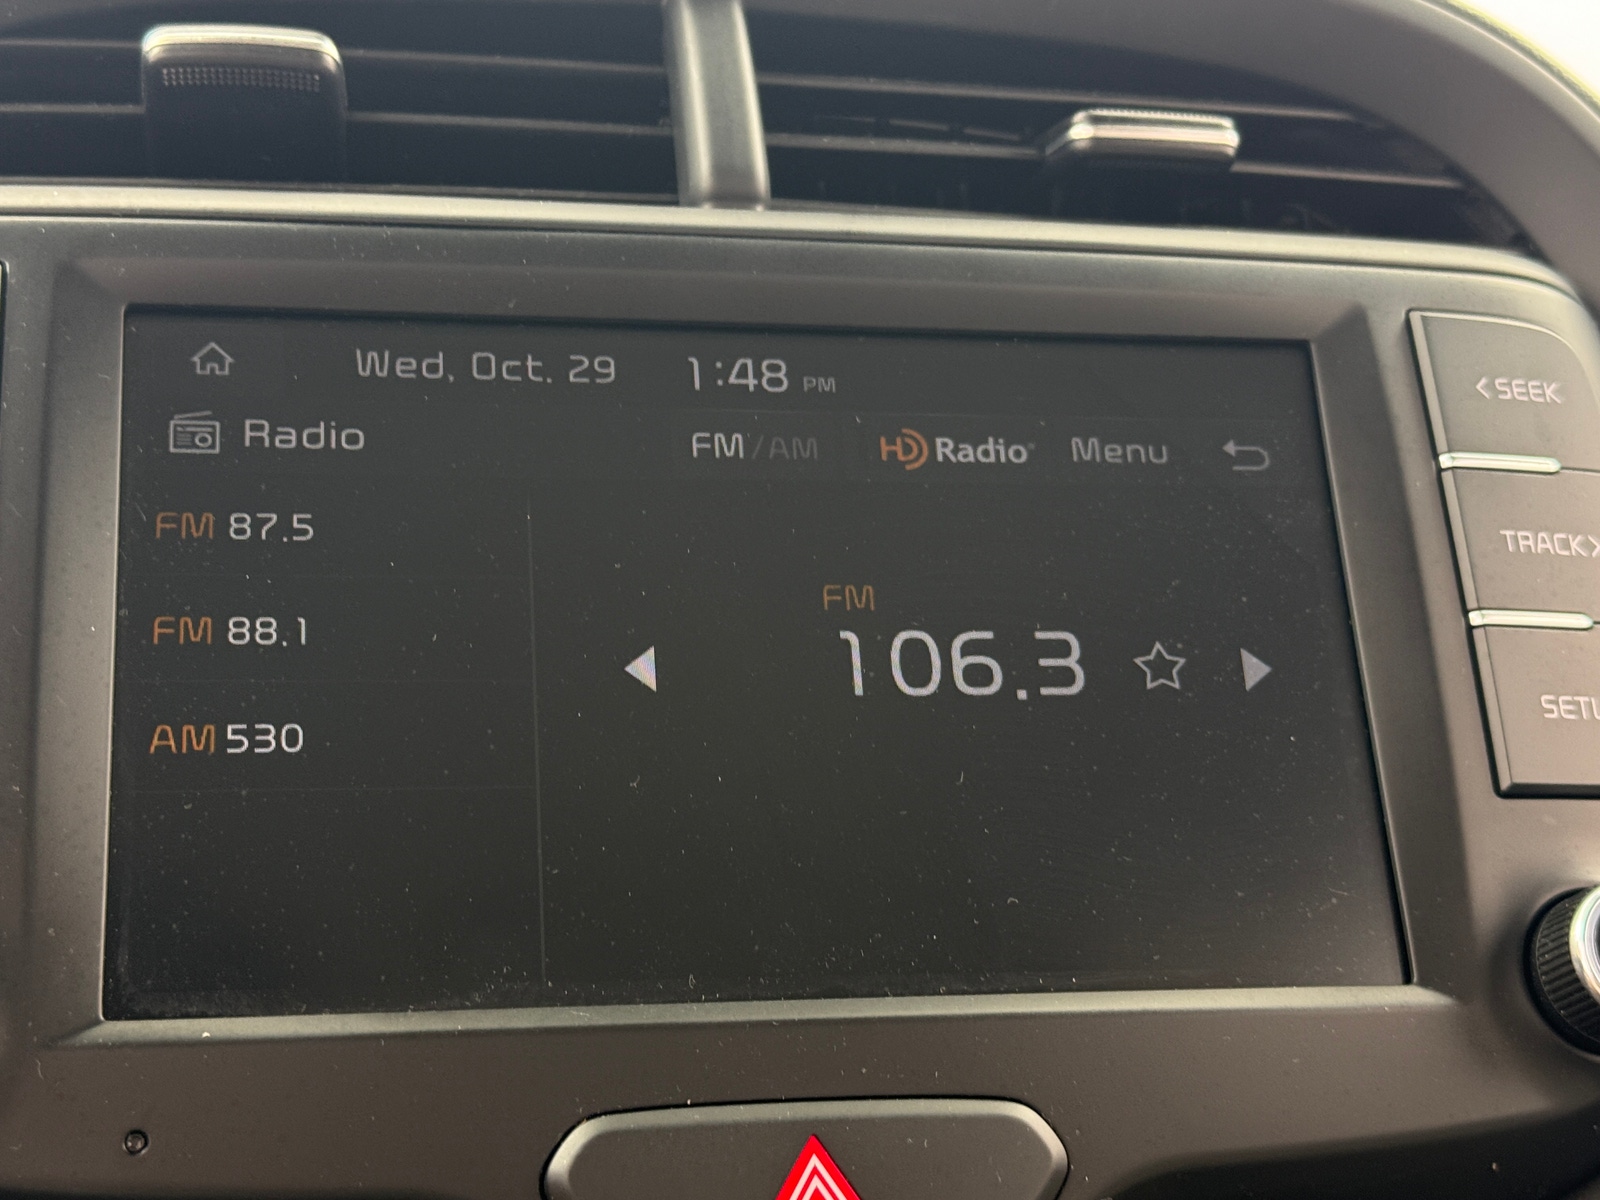 Wed, Oct. 29 1:48 PM
Radio FM/AM HD Radio Menu
FM 87.5
FM 88.1
AM 530
FM
106.3
<SEEK
TRACK>
SETU